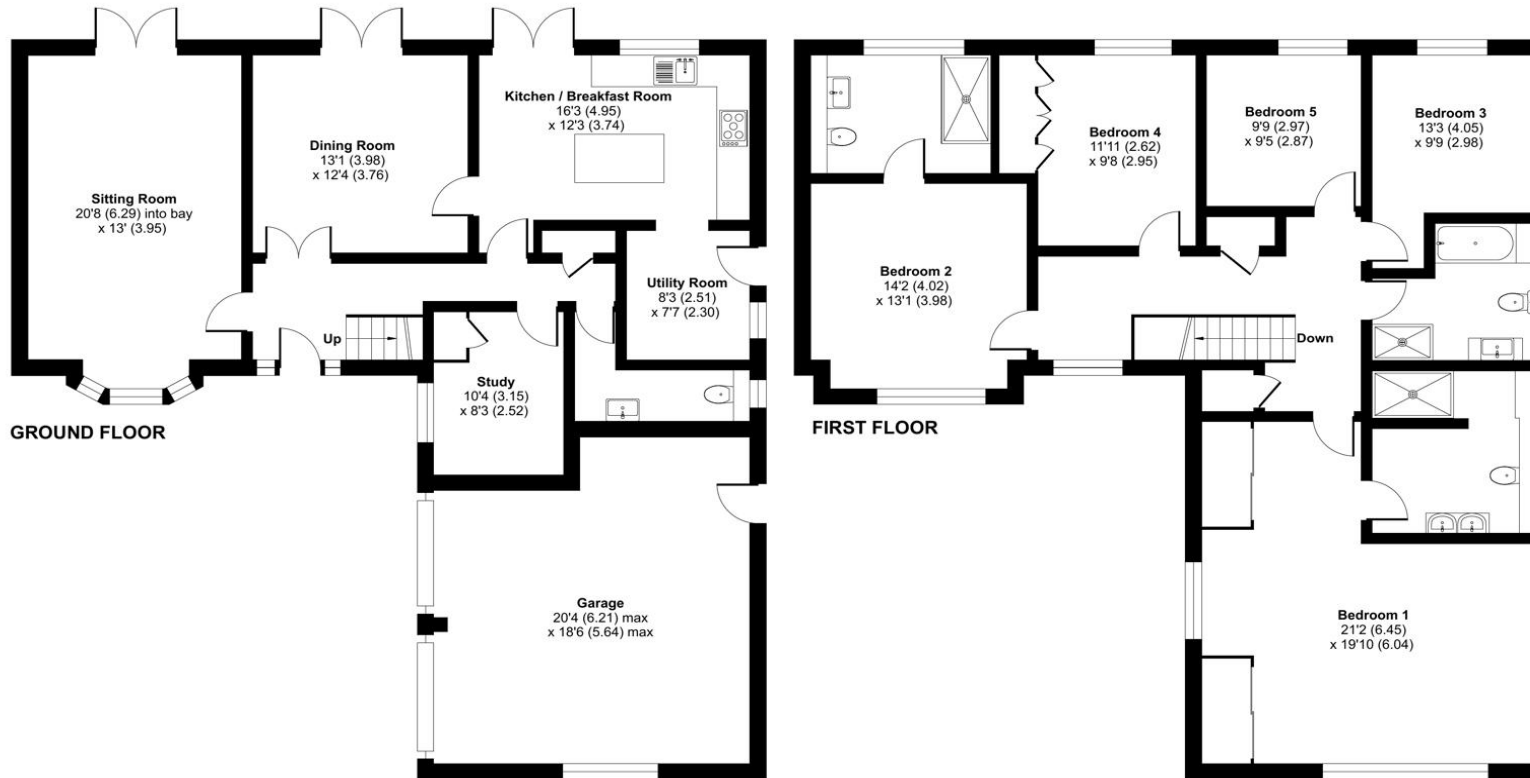 Sitting Room
20'8 (6.29) into bay
x 13' (3.95)
Dining Room
13'1 (3.98)
x 12'4 (3.76)
Kitchen / Breakfast Room
16'3 (4.95)
x 12'3 (3.74)
Utility Room
8'3 (2.51)
x 7'7 (2.30)
Up
Study
10'4 (3.15)
x 8'3 (2.52)
GROUND FLOOR
Garage
20'4 (6.21) max
x 18'6 (5.64) max
Bedroom 4
11'11 (2.62)
x 9'8 (2.95)
Bedroom 5
9'9 (2.97)
x 9'5 (2.87)
Bedroom 3
13'3 (4.05)
x 9'9 (2.98)
Bedroom 2
14'2 (4.02)
x 13'1 (3.98)
Down
FIRST FLOOR
Bedroom 1
21'2 (6.45)
x 19'10 (6.04)